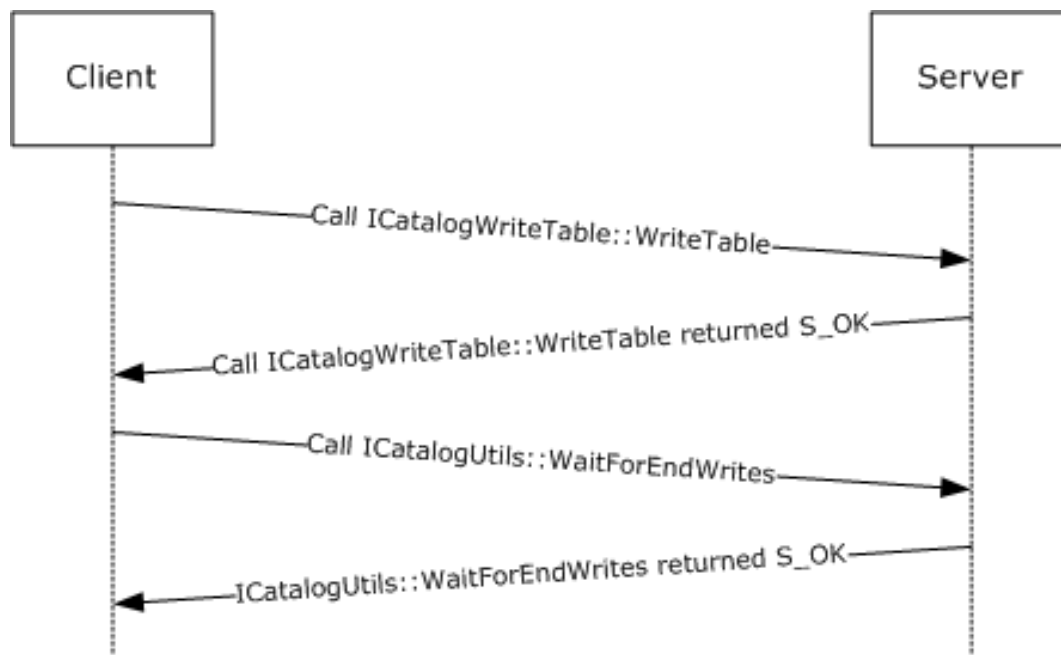 Client
Server
Call ICatalogWriteTable::WriteTable
Call ICatalogWriteTable::WriteTable returned S_OK
Call ICatalogUtils::WaitForEndWrites
ICatalogUtils::WaitForEndWrites returned S_OK